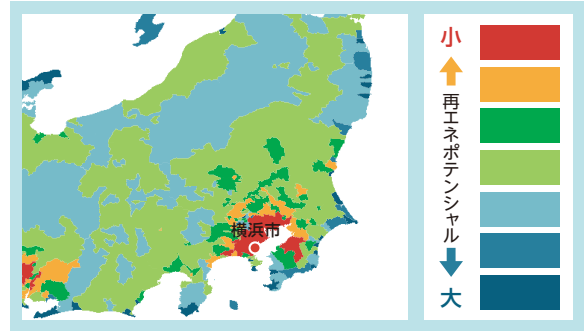 横浜市
小
再エネポテンシャル
大